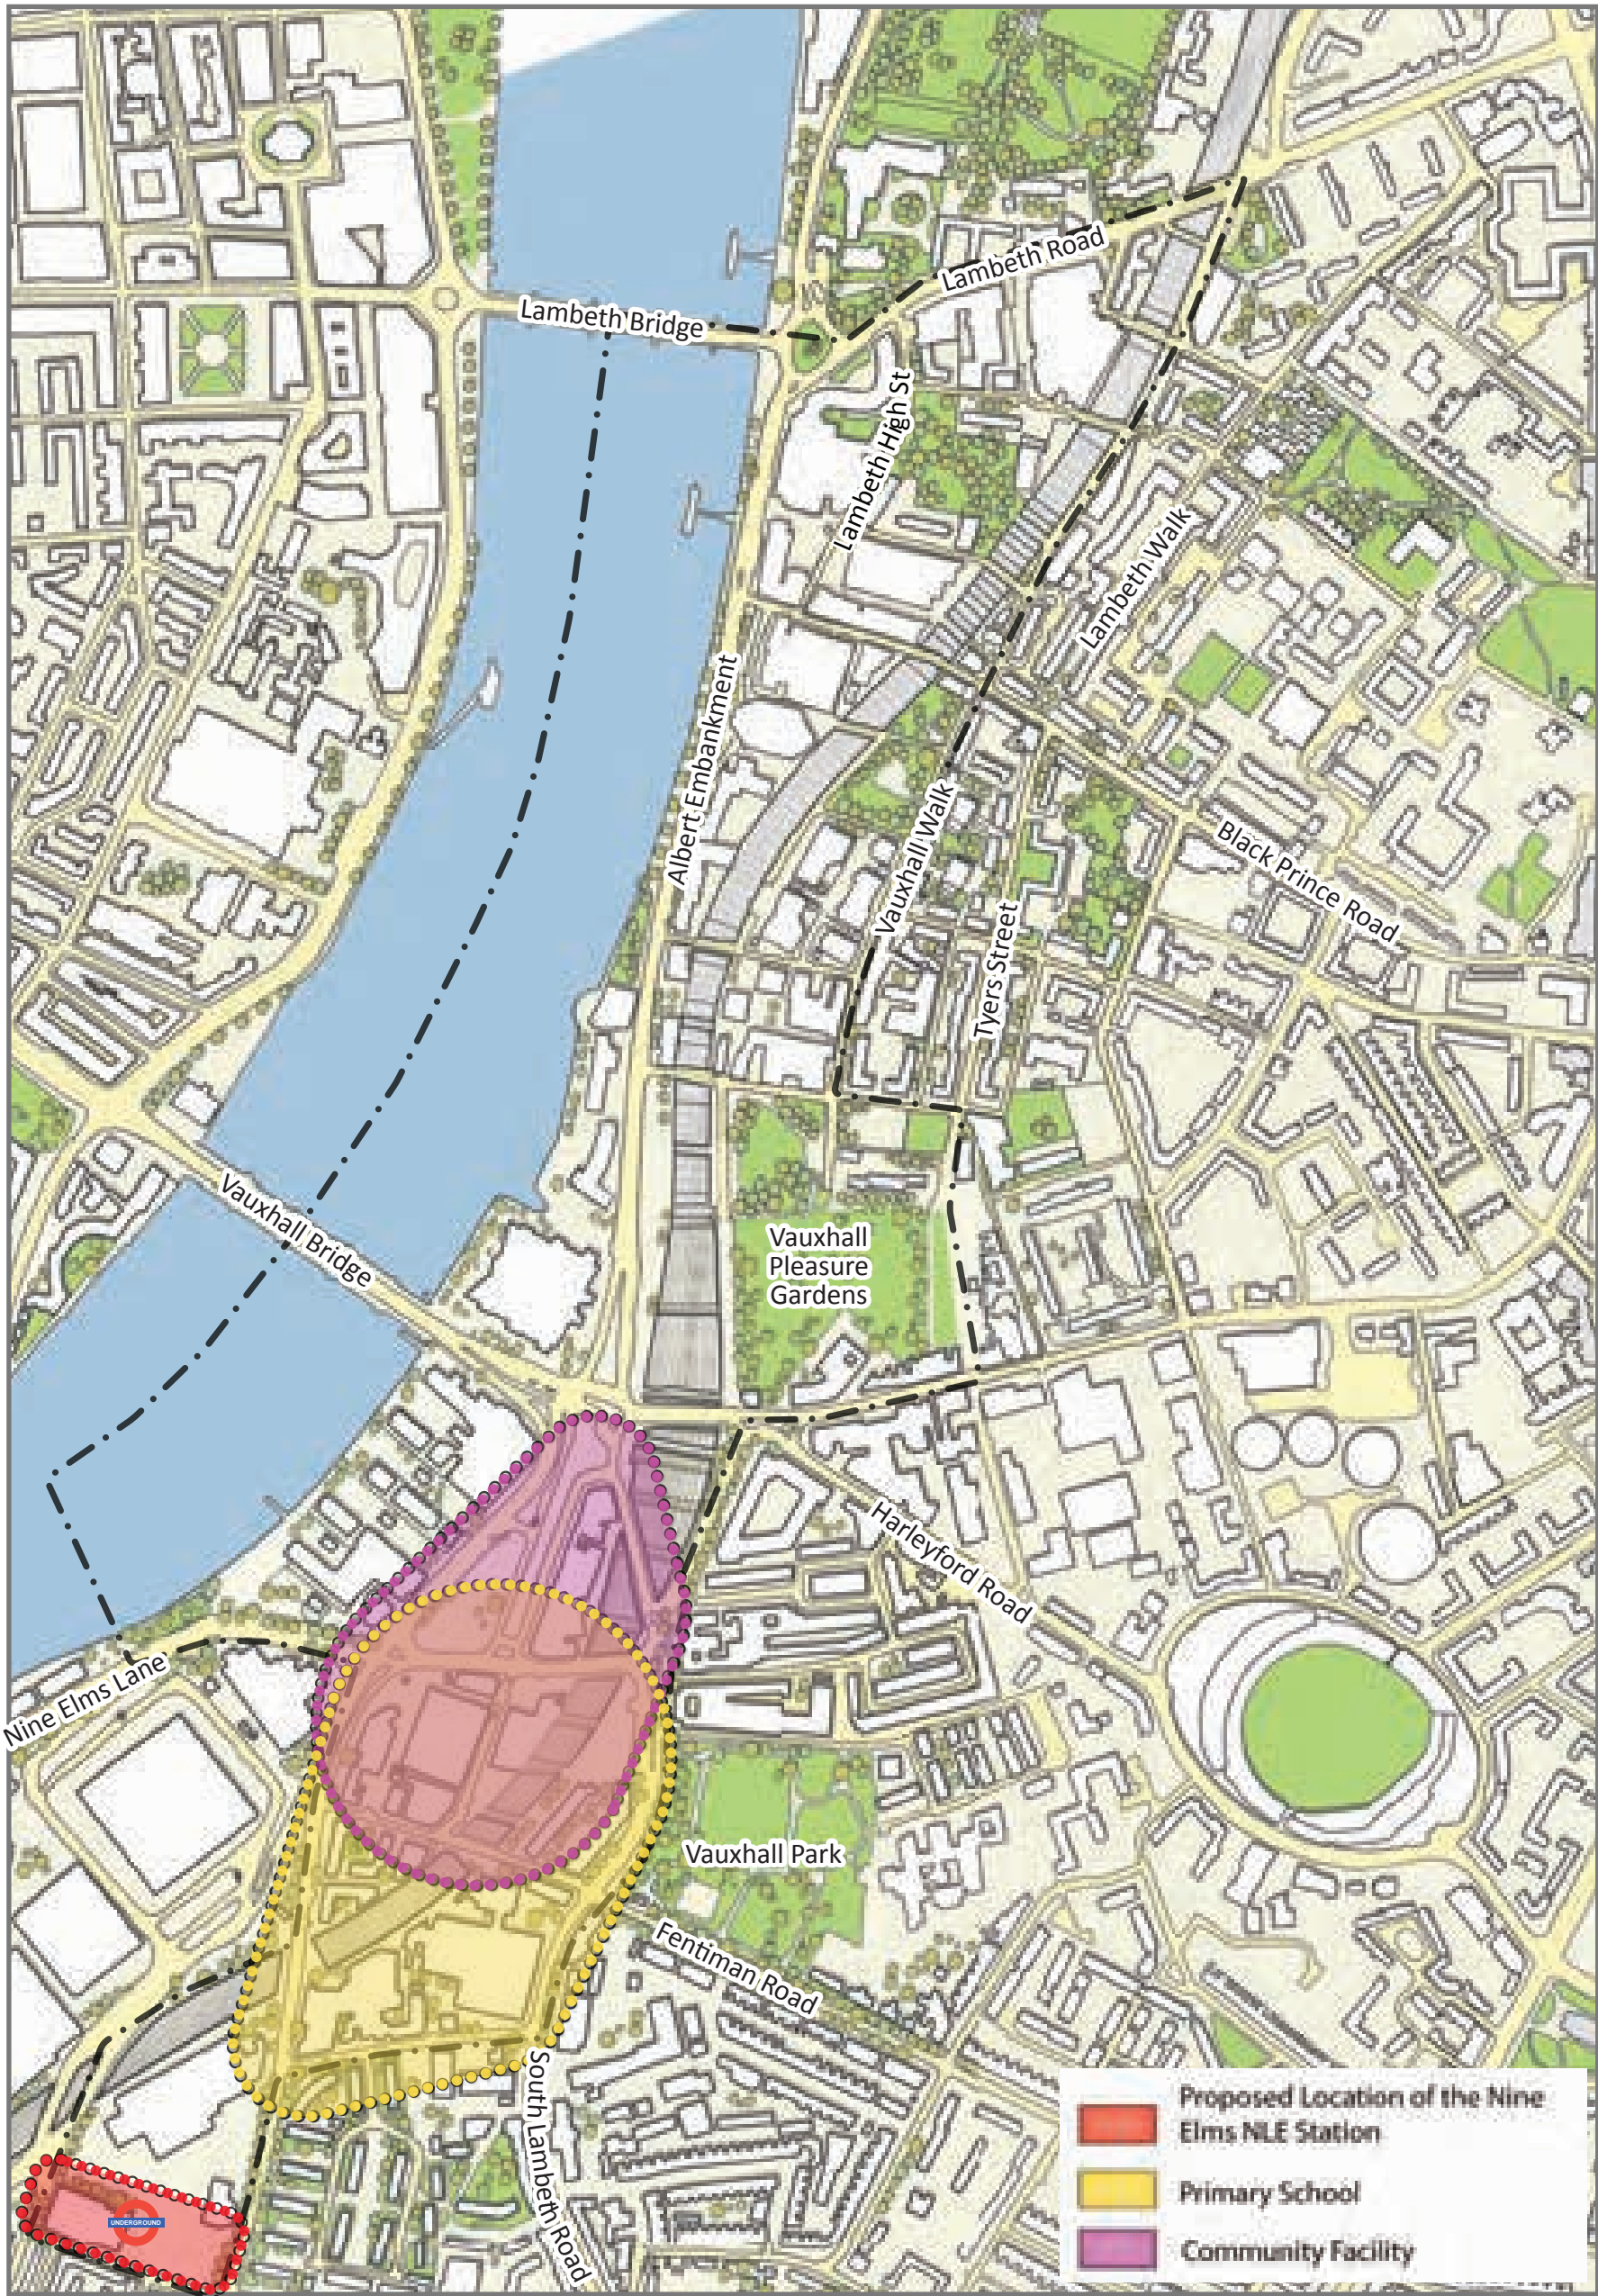 Lambeth Road
Lambeth Bridge
Lambeth High St
Lambeth Walk
Albert Embankment
Vauxhall Walk
Black Prince Road
Tyers Street
Vauxhall Bridge
Vauxhall
Pleasure
Gardens
Harleyford Road
Nine Elms Lane
Vauxhall Park
Fentiman Road
South Lambeth Road
UNDERGROUND
Proposed Location of the Nine
Elms NLE Station
Primary School
Community Facility